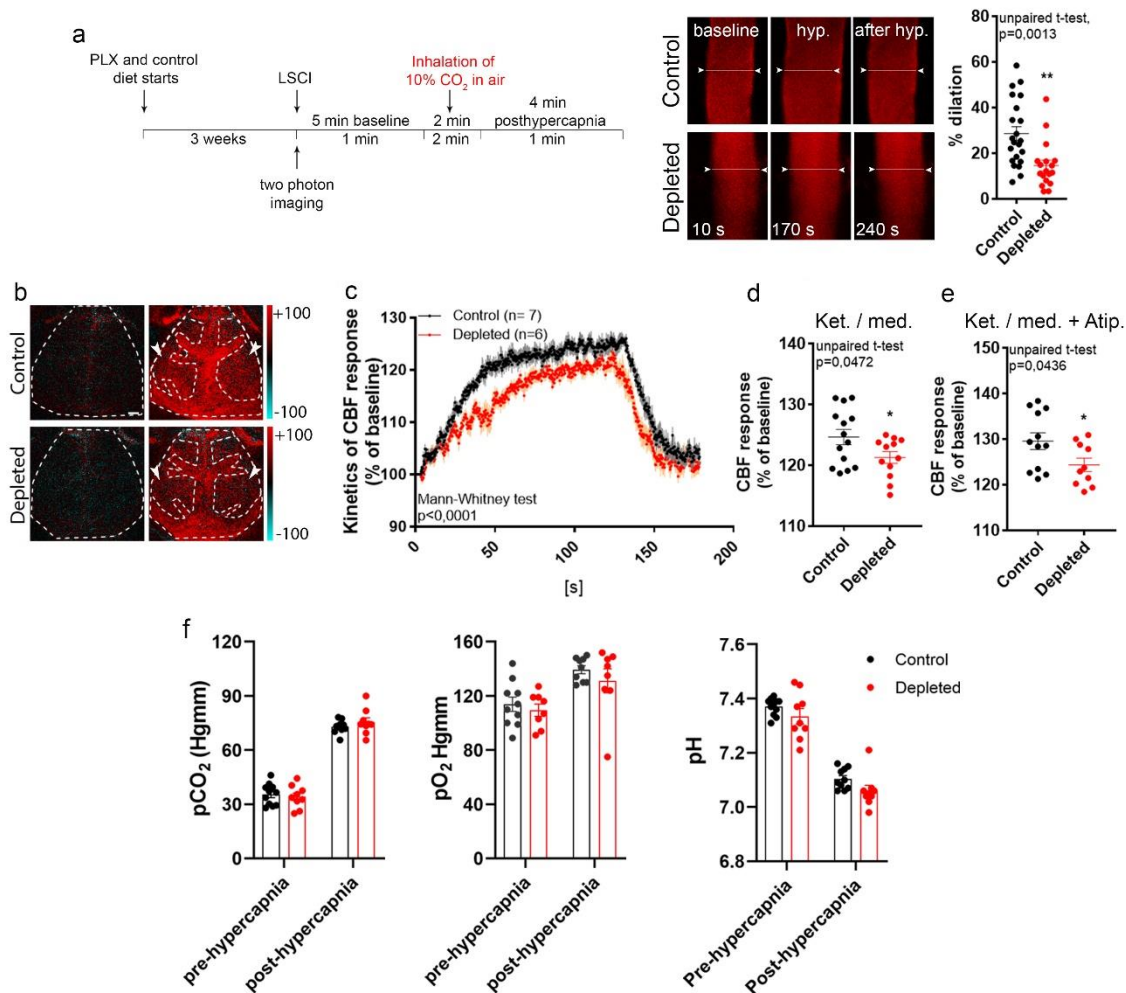 a
PLX and control
diet starts
LSCI
Inhalation of
10% CO2 in air
5 min baseline
2 min
4 min
posthypercapnia
3 weeks
1 min
2 min
1 min
two photon
imaging
baseline
hyp.
after hyp.
Control
Depleted
10 s
170 s
240 s
unpaired t-test,
p=0,0013
**
% dilation
80
60
40
20
0
Control
Depleted
b
Control
Depleted
+100
-100
+100
-100
c
Control (n= 7)
Depleted (n=6)
Kinetics of CBF response
(% of baseline)
130
120
110
100
90
Mann-Whitney test
p<0,0001
0
50
100
150
200
[s]
d
Ket. / med.
unpaired t-test
p=0,0472
*
CBF response
(% of baseline)
140
130
120
110
Control
Depleted
e
Ket. / med. + Atip.
unpaired t-test
p=0,0436
*
CBF response
(% of baseline)
150
140
130
120
110
Control
Depleted
f
pCO2 (Hgmm)
120
90
60
30
0
pre-hypercapnia
post-hypercapnia
pO2 Hgmm
160
120
80
40
0
pre-hypercapnia
post-hypercapnia
pH
7.6
7.4
7.2
7.0
6.8
Pre-hypercapnia
Post-hypercapnia
Control
Depleted